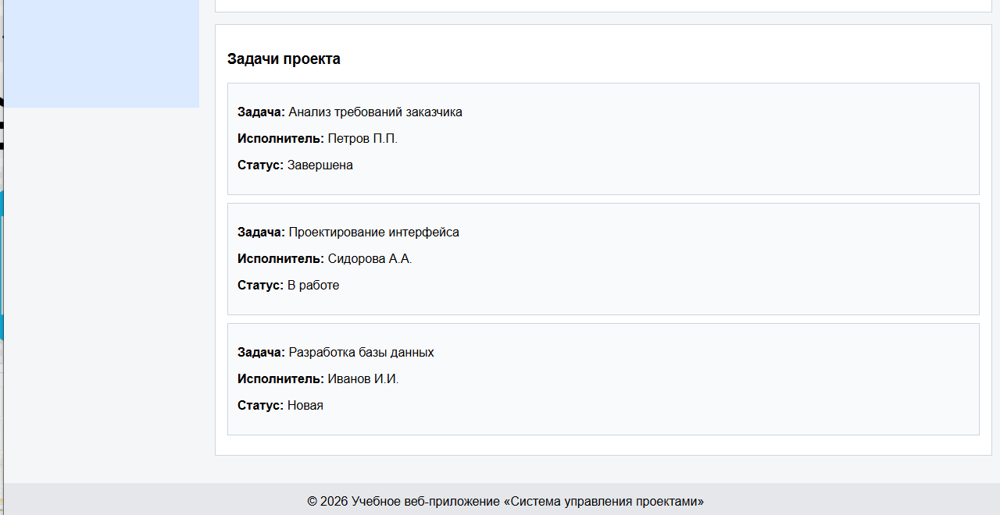 Задачи проекта
Задача: Анализ требований заказчика
Исполнитель: Петров П.П.
Статус: Завершена
Задача: Проектирование интерфейса
Исполнитель: Сидорова А.А.
Статус: В работе
Задача: Разработка базы данных
Исполнитель: Иванов И.И.
Статус: Новая
© 2026 Учебное веб-приложение «Система управления проектами»